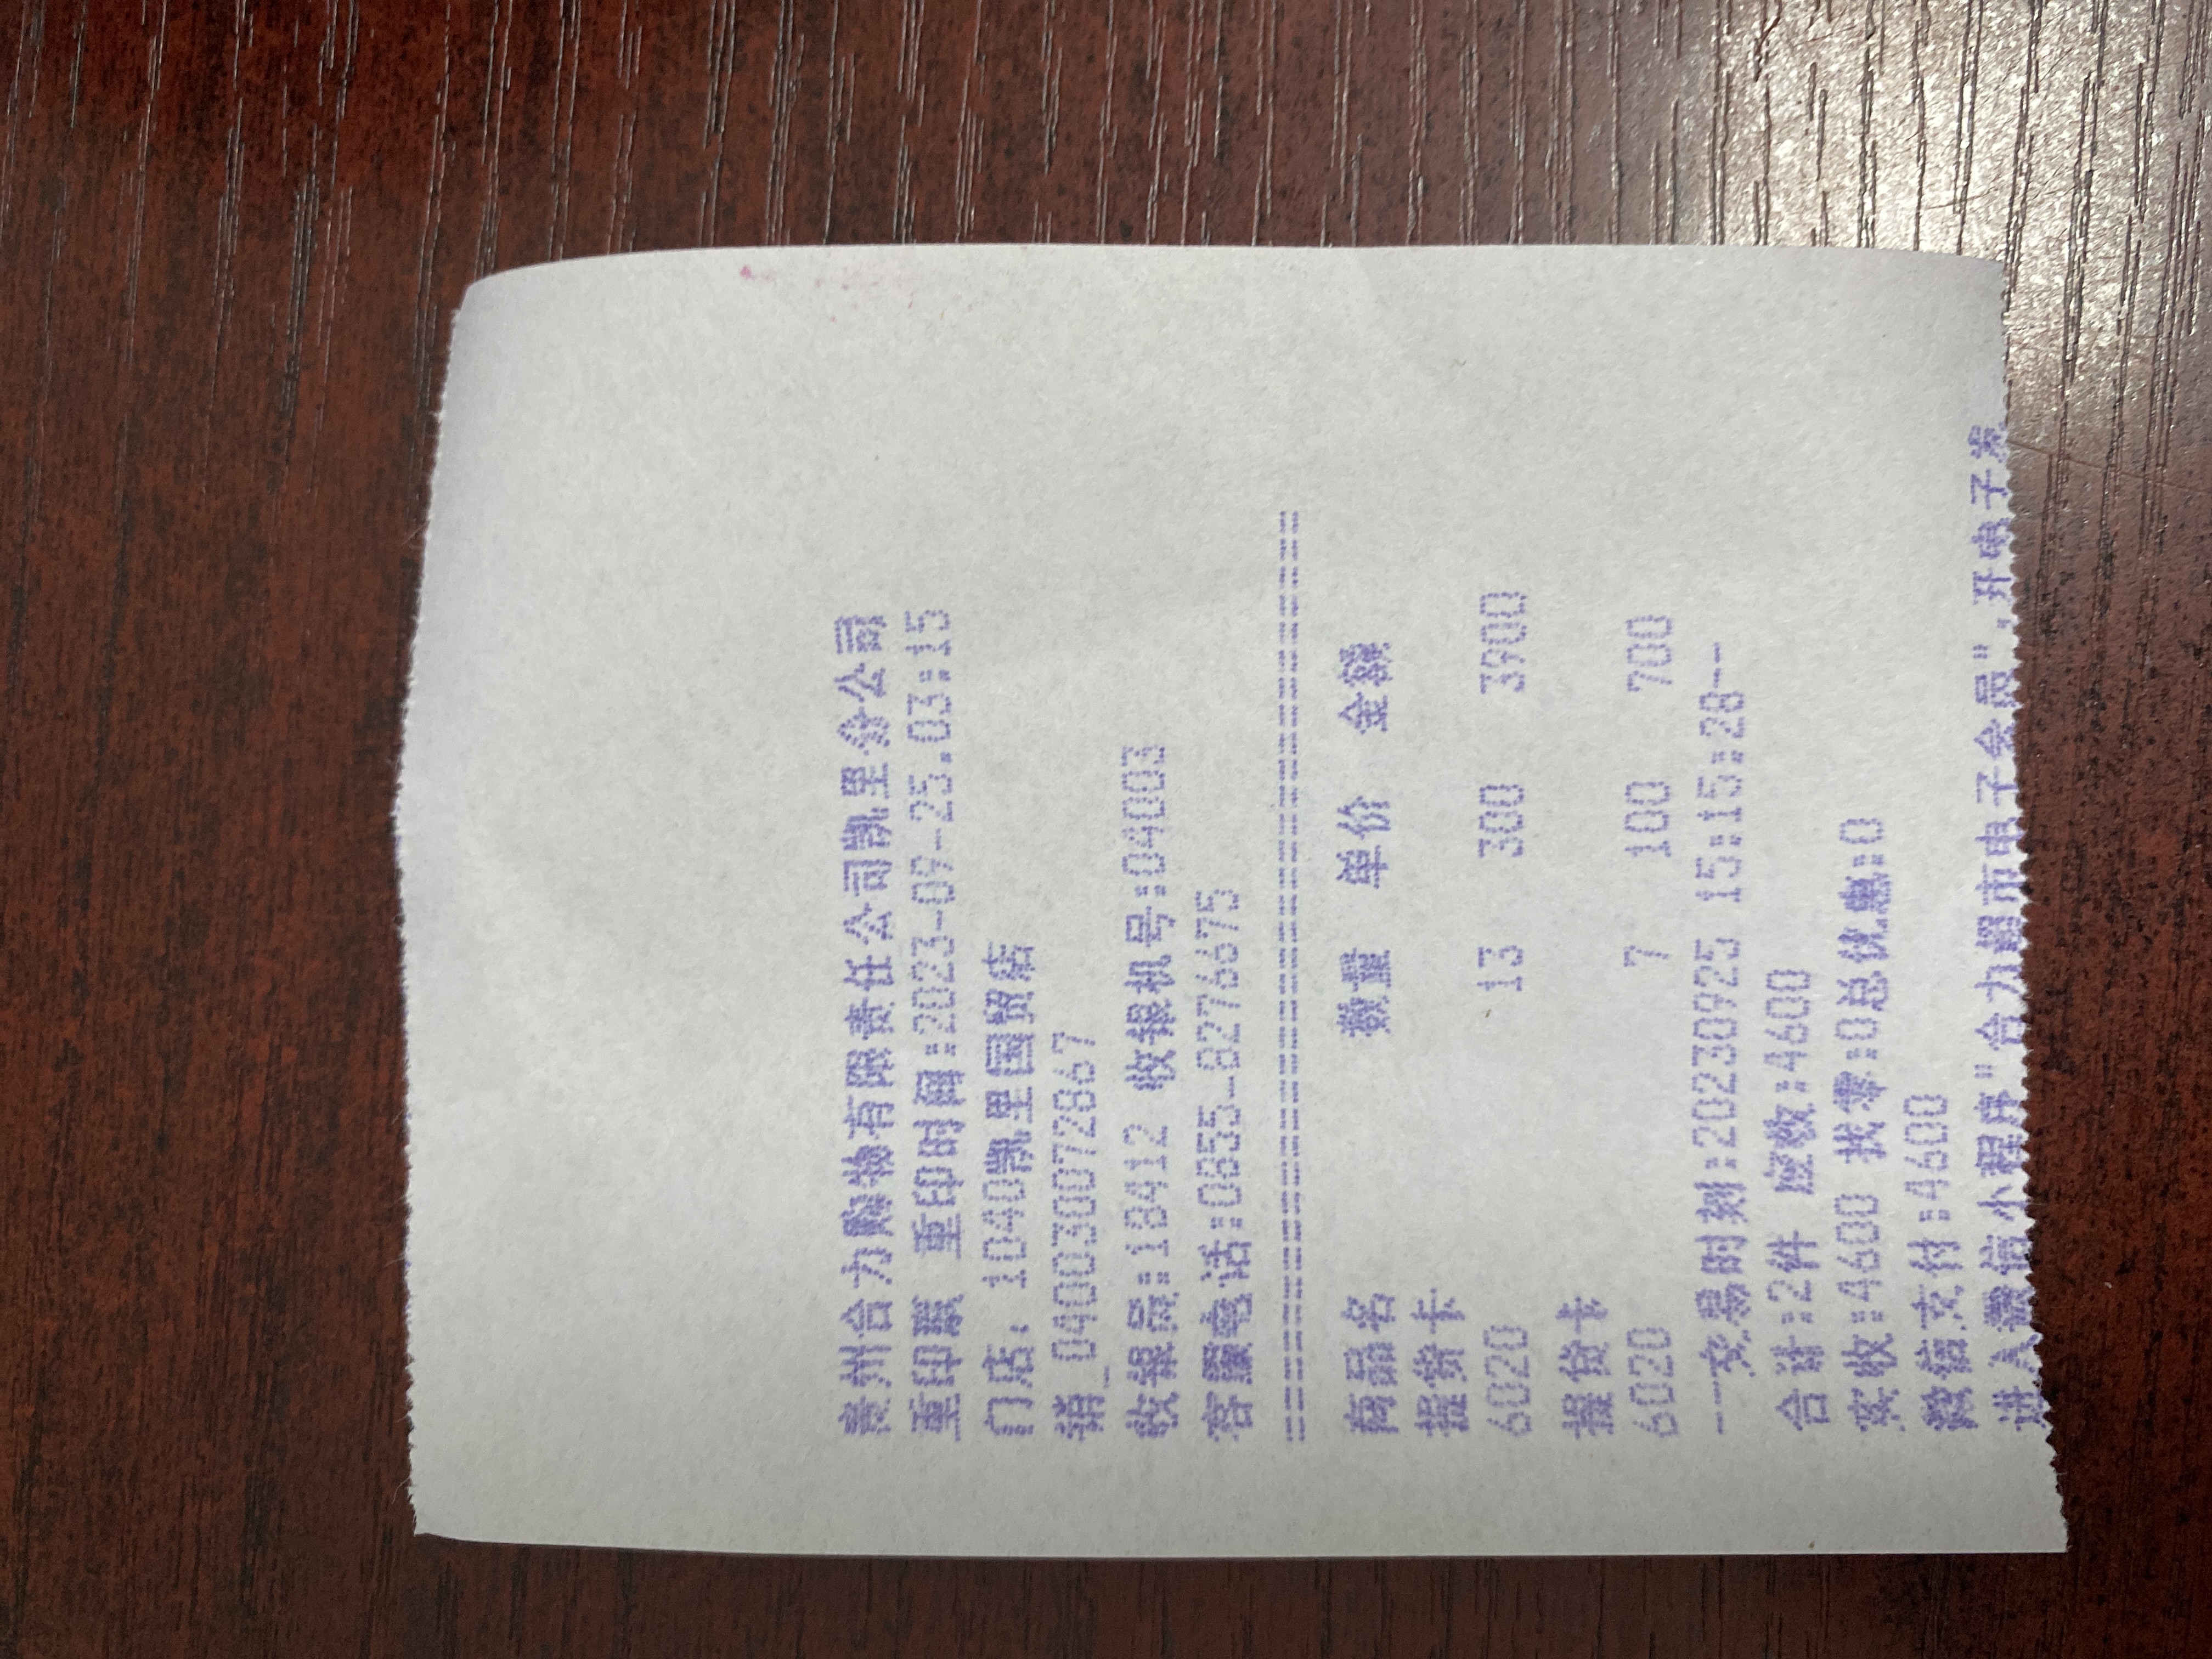 贵州合力购物有限责任公司凯里分公司
重印票 重印时间:2023-09-25.03:15
门店: 1040凯里国贸店
销_040030072867
收银员:18412 收银机号:04003
客服电话:0855-8276875
================================
商品名 数量 单价 金额
提货卡
6020 13 300 3900
提货卡
6020 7 100 700
--交易时刻:20230925 15:15:28--
合计:2件 应收:4600
实收:4600 找零:0总优惠:0
微信支付:4600
进入微信小程序"合力超市电子会员",开电子发